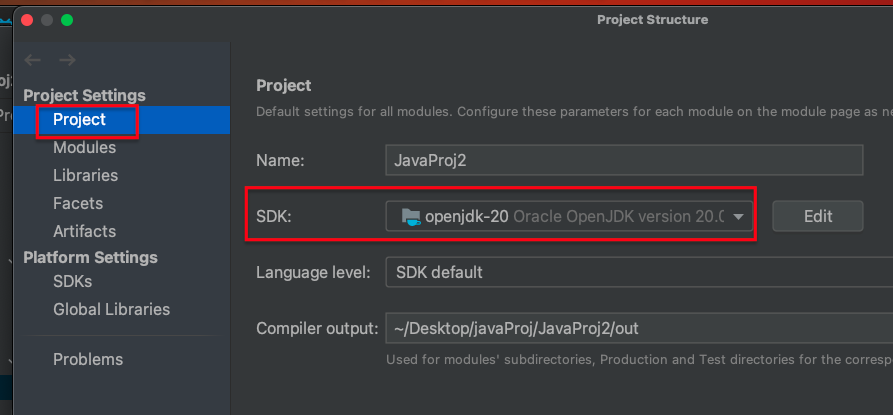 Project Structure
Project Settings
Project
Modules
Libraries
Facets
Artifacts
Platform Settings
SDKs
Global Libraries
Problems
Project
Default settings for all modules. Configure these parameters for each module on the module page as ne
Name: JavaProj2
SDK: openjdk-20 Oracle OpenJDK version 20.0 Edit
Language level: SDK default
Compiler output: ~/Desktop/javaProj/JavaProj2/out
Used for modules' subdirectories, Production and Test directories for the corresp